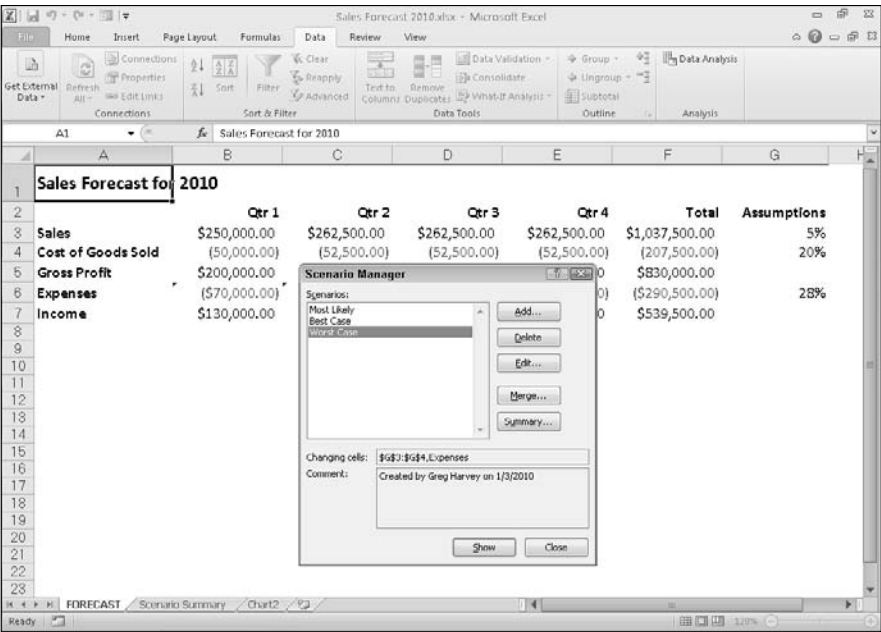 Sales Forecast 2010.xlsx - Microsoft Excel
File Home Insert Page Layout Formulas Data Review View
Get External Data
Refresh All
Connections
Properties
Edit Links
Connections
Sort
Filter
Clear
Reapply
Advanced
Sort & Filter
Text to Columns
Remove Duplicates
Data Validation
Consolidate
What-If Analysis
Data Tools
Group
Ungroup
Subtotal
Outline
Data Analysis
Analysis
A1 fx Sales Forecast for 2010
A B C D E F G H
1 Sales Forecast for 2010
2 Qtr 1 Qtr 2 Qtr 3 Qtr 4 Total Assumptions
3 Sales $250,000.00 $262,500.00 $262,500.00 $262,500.00 $1,037,500.00 5%
4 Cost of Goods Sold (50,000.00) (52,500.00) (52,500.00) (52,500.00) (207,500.00) 20%
5 Gross Profit $200,000.00 0 $830,000.00
6 Expenses ($70,000.00) 0) ($290,500.00) 28%
7 Income $130,000.00 0 $539,500.00
8
9
10
11
12
13
14
15
16
17
18
19
20
21
22
23
Scenario Manager
Scenarios:
Most Likely
Best Case
Worst Case
Add...
Delete
Edit...
Merge...
Summary...
Changing cells: $G$3:$G$4,Expenses
Comment: Created by Greg Harvey on 1/3/2010
Show Close
FORECAST Scenario Summary Chart2
Ready 120%